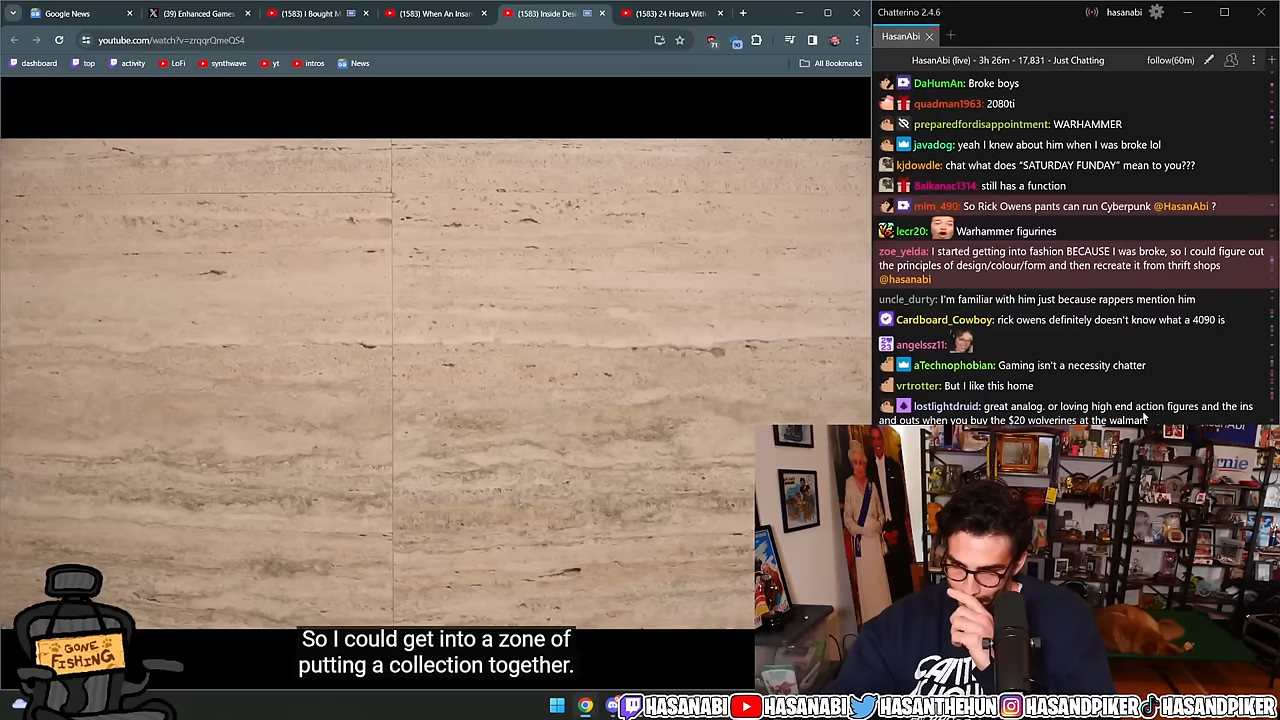 Google News
(39) Enhanced Games
(1583) I Bought M
(1583) When An Insan
(1583) Inside Desi
(1583) 24 Hours With
youtube.com/watch?v=zrqqrQmeQS4
71
90
dashboard
top
activity
LoFi
synthwave
yt
intros
News
All Bookmarks
Chatterino 2.4.6
hasanabi
HasanAbi
HasanAbi (live) - 3h 26m - 17,831 - Just Chatting
follow(60m)
DaHumAn: Broke boys
quadman1963: 2080ti
preparedfordisappointment: WARHAMMER
javadog: yeah I knew about him when I was broke lol
kjdowdle: chat what does “SATURDAY FUNDAY” mean to you???
Balkanac1314: still has a function
mim_490: So Rick Owens pants can run Cyberpunk @HasanAbi ?
lecr20: Warhammer figurines
zoe_yelda: I started getting into fashion BECAUSE I was broke, so I could figure out
the principles of design/colour/form and then recreate it from thrift shops
@hasanabi
uncle_durty: I'm familiar with him just because rappers mention him
Cardboard_Cowboy: rick owens definitely doesn't know what a 4090 is
angelssz11:
aTechnophobian: Gaming isn't a necessity chatter
vrtrotter: But I like this home
lostlightdruid: great analog. or loving high end action figures and the ins
and outs when you buy the $20 wolverines at the walmart
GONE
FISHING
So I could get into a zone of
putting a collection together.
HASANABI
HASANABI
HASANTHEHUN
HASANDPIKER
HASANDPIKER